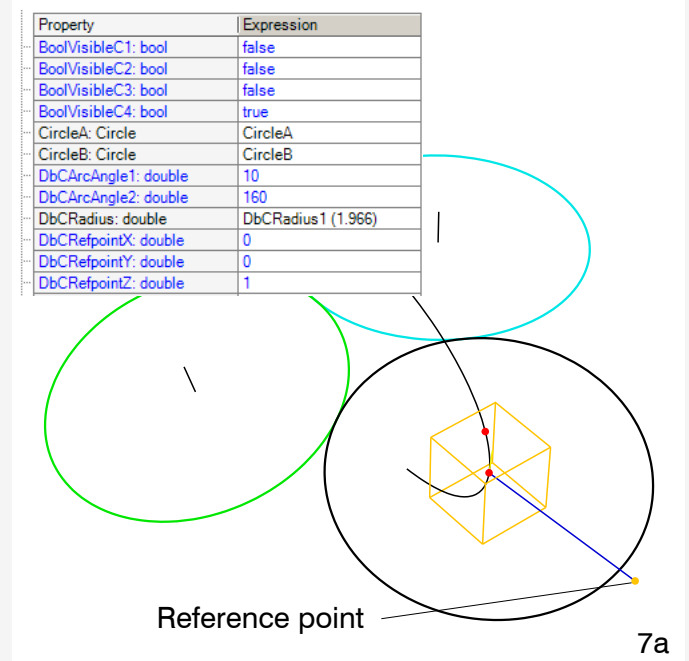 Property Expression
BoolVisibleC1: bool false
BoolVisibleC2: bool false
BoolVisibleC3: bool false
BoolVisibleC4: bool true
CircleA: Circle CircleA
CircleB: Circle CircleB
DbCArcAngle1: double 10
DbCArcAngle2: double 160
DbCRadius: double DbCRadius1 (1.966)
DbCRefpointX: double 0
DbCRefpointY: double 0
DbCRefpointZ: double 1
Reference point
7a